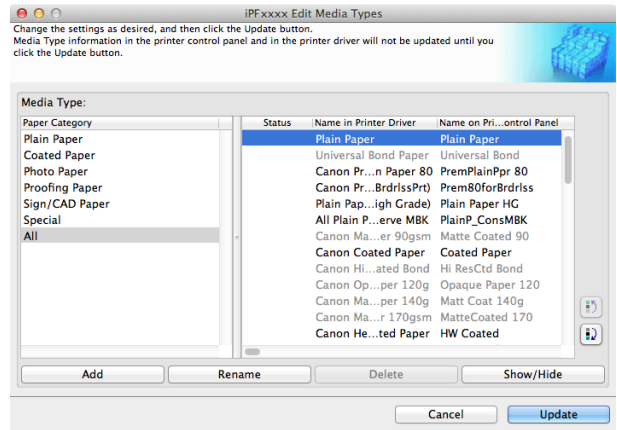 iPFxxxx Edit Media Types
Change the settings as desired, and then click the Update button.
Media Type information in the printer control panel and in the printer driver will not be updated until you
click the Update button.
Media Type:
Paper Category Status Name in Printer Driver Name on Pri...ontrol Panel
Plain Paper Plain Paper Plain Paper
Coated Paper Universal Bond Paper Universal Bond
Photo Paper Canon Pr...n Paper 80 PremPlainPpr 80
Proofing Paper Canon Pr...BrdrlssPrt) Prem80forBrdrlss
Sign/CAD Paper Plain Pap...igh Grade) Plain Paper HG
Special All Plain P...erve MBK PlainP_ConsMBK
All Canon Ma...er 90gsm Matte Coated 90
Canon Coated Paper Coated Paper
Canon Hi...ated Bond Hi ResCtd Bond
Canon Op...per 120g Opaque Paper 120
Canon Ma...per 140g Matt Coat 140g
Canon Ma...r 170gsm MatteCoated 170
Canon He...ted Paper HW Coated
Add Rename Delete Show/Hide
Cancel Update